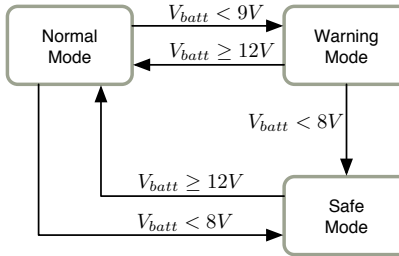 Normal
Mode
V_batt < 9V
V_batt ≥ 12V
Warning
Mode
V_batt < 8V
V_batt ≥ 12V
V_batt < 8V
Safe
Mode